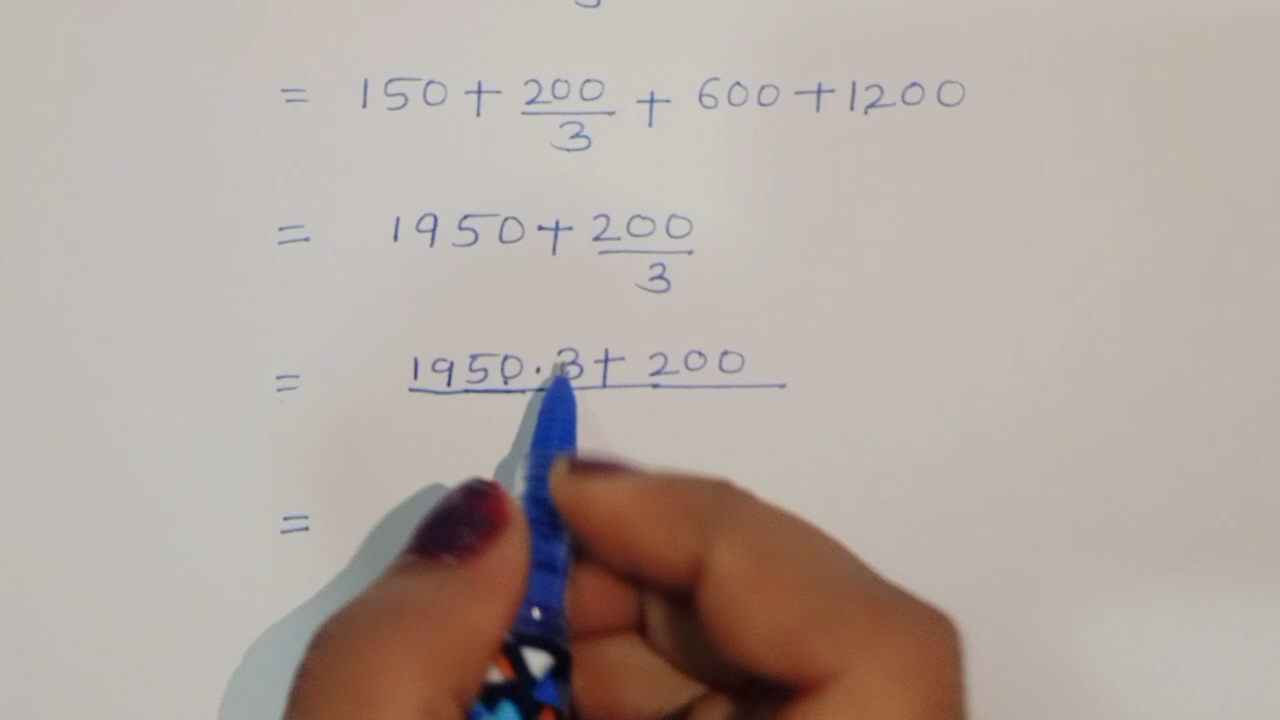 = 150 + 200/3 + 600 + 1200
= 1950 + 200/3
= 1950 · 3 + 200
=